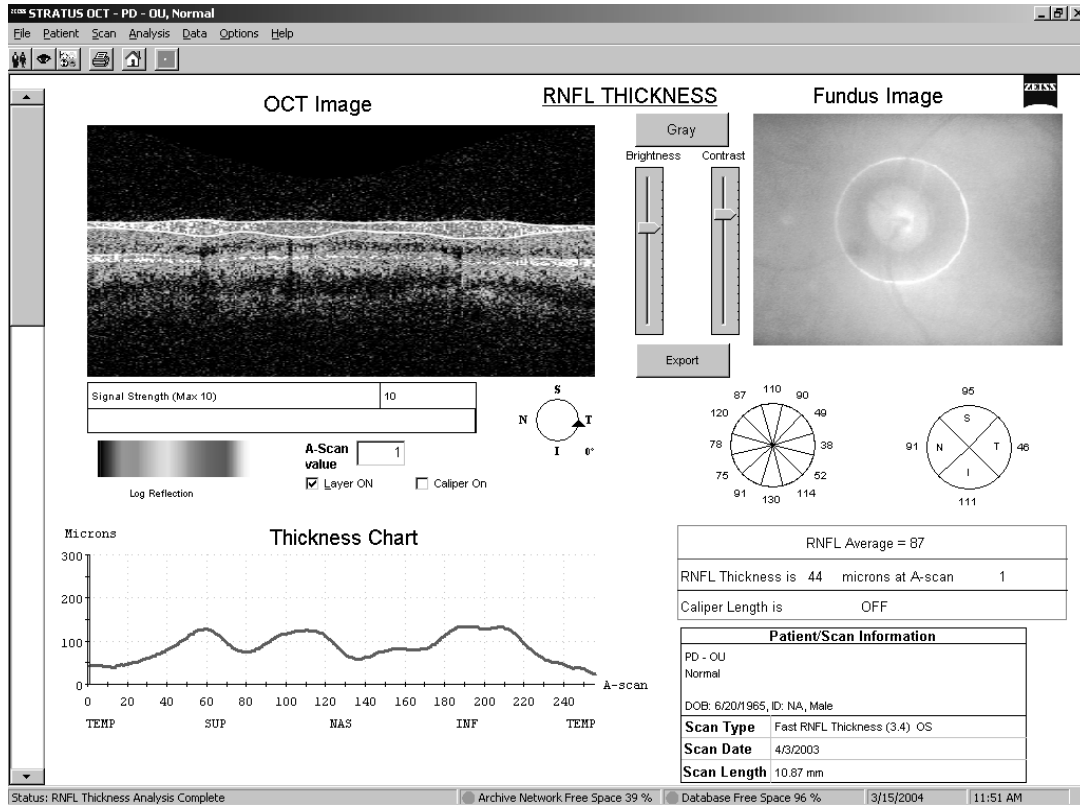 ZEISS STRATUS OCT - PD - OU, Normal
File Patient Scan Analysis Data Options Help
OCT Image
RNFL THICKNESS
Fundus Image
ZEISS
Gray
Brightness Contrast
Export
Signal Strength (Max 10) 10
S
N T
I 0°
A-Scan value 1
Layer ON Caliper On
Log Reflection
110
87 90
120 49
78 38
75 52
91 114
130
95
S
91 N T 46
I
111
Microns
Thickness Chart
300
200
100
0
A-scan
0 20 40 60 80 100 120 140 160 180 200 220 240
TEMP SUP NAS INF TEMP
RNFL Average = 87
RNFL Thickness is 44 microns at A-scan 1
Caliper Length is OFF
Patient/Scan Information
PD - OU
Normal
DOB: 6/20/1965, ID: NA, Male
Scan Type Fast RNFL Thickness (3.4) OS
Scan Date 4/3/2003
Scan Length 10.87 mm
Status: RNFL Thickness Analysis Complete Archive Network Free Space 39 % Database Free Space 96 % 3/15/2004 11:51 AM